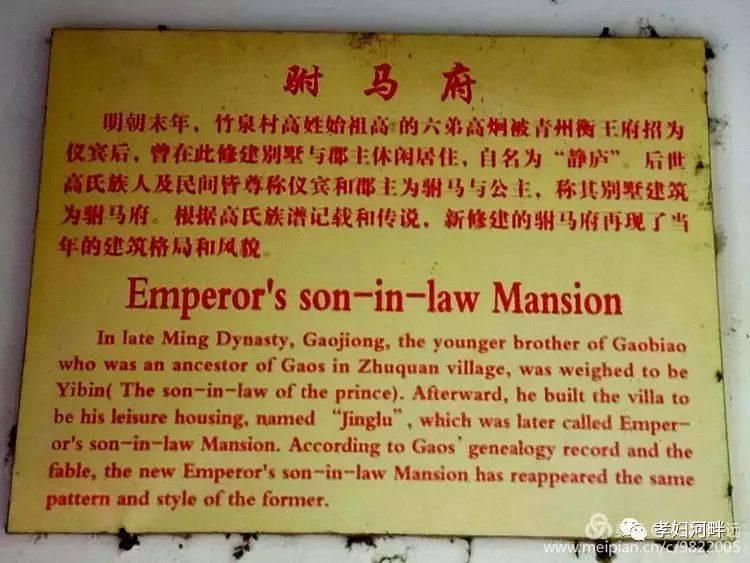 驸马府
明朝末年，竹泉村高姓始祖高 的六弟高炯被青州衡王府招为
仪宾后，曾在此修建别墅与郡主休闲居住，自名为“静庐”。后世
高氏族人及民间皆尊称仪宾和郡主为驸马与公主，称其别墅建筑
为驸马府。根据高氏族谱记载和传说，新修建的驸马府再现了当
年的建筑格局和风貌。
Emperor's son-in-law Mansion
In late Ming Dynasty, Gaojiong, the younger brother of Gaobiao
who was an ancestor of Gaos in Zhuquan village, was weighed to be
Yibin( The son-in-law of the prince). Afterward, he built the villa to
be his leisure housing, named “Jinglu”, which was later called Emper-
or's son-in-law Mansion. According to Gaos' genealogy record and the
fable, the new Emperor's son-in-law Mansion has reappeared the same
pattern and style of the former.
孝妇河畔
远
www.meipian.cn/c/9822005